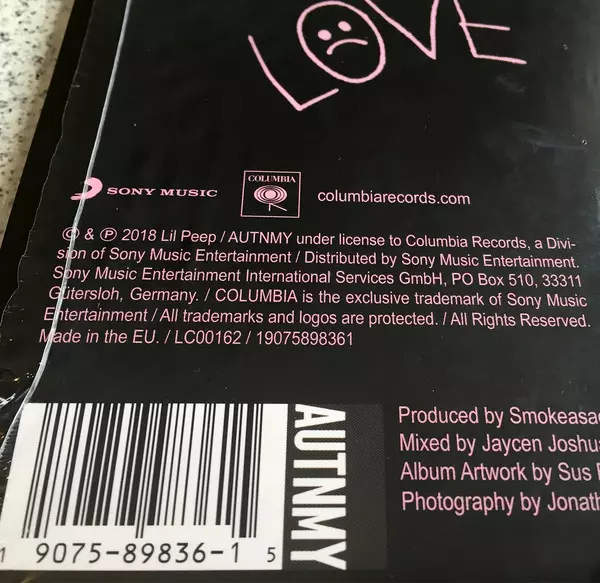 LOVE
SONY MUSIC
COLUMBIA
columbiarecords.com
© & ℗ 2018 Lil Peep / AUTNMY under license to Columbia Records, a Divi-
sion of Sony Music Entertainment / Distributed by Sony Music Entertainment.
Sony Music Entertainment International Services GmbH, PO Box 510, 33311
Gütersloh, Germany. / COLUMBIA is the exclusive trademark of Sony Music
Entertainment / All trademarks and logos are protected. / All Rights Reserved.
Made in the EU. / LC00162 / 19075898361
1 9075-89836-1 5
AUTNMY
Produced by Smokeasa
Mixed by Jaycen Joshu
Album Artwork by Sus
Photography by Jonath